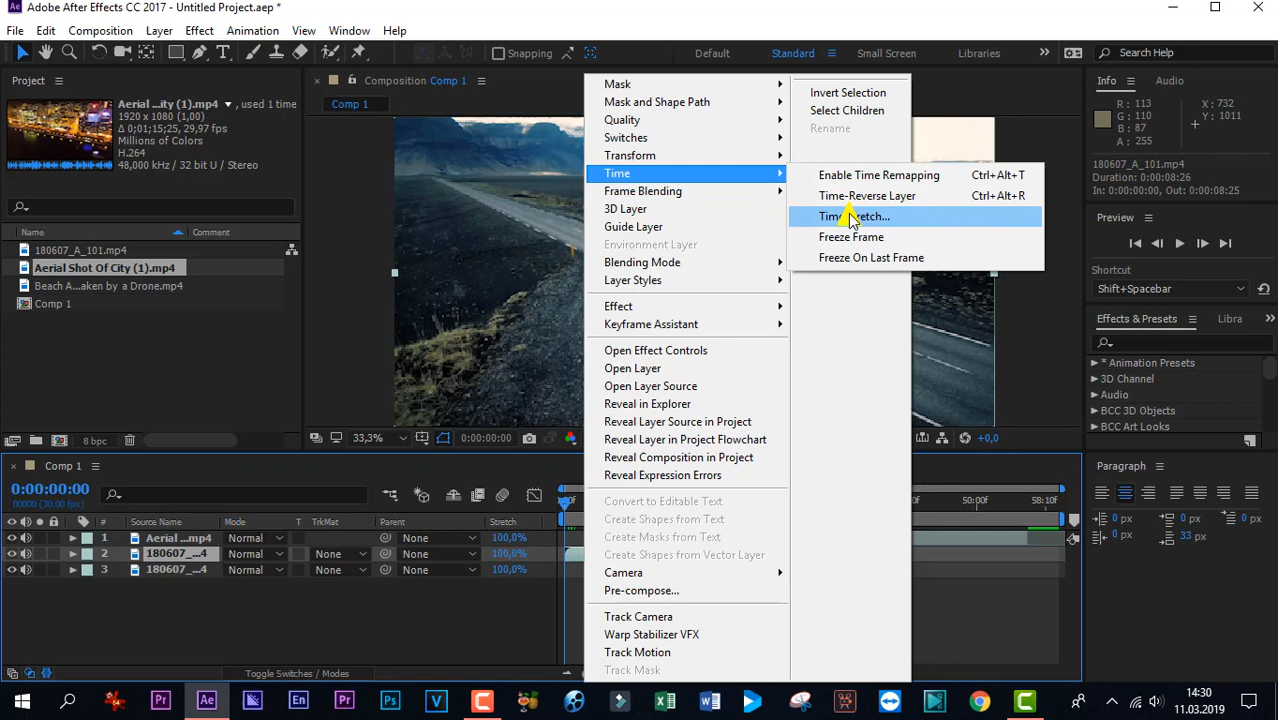 Adobe After Effects CC 2017 - Untitled Project.aep *
File Edit Composition Layer Effect Animation View Window Help
Snapping
Default Standard Small Screen Libraries
Search Help
Project
Aerial ...ity (1).mp4 , used 1 time
1920 x 1080 (1,00)
Δ 0;01;15;25, 29,97 fps
Millions of Colors
H.264
48,000 kHz / 32 bit U / Stereo
Name Comment
180607_A_101.mp4
Aerial Shot Of City (1).mp4
Beach A...aken by a Drone.mp4
Comp 1
8 bpc
Composition Comp 1
Comp 1
33,3%
0:00:00:00
+0,0
Mask
Mask and Shape Path
Quality
Switches
Transform
Time
Frame Blending
3D Layer
Guide Layer
Environment Layer
Blending Mode
Layer Styles
Effect
Keyframe Assistant
Open Effect Controls
Open Layer
Open Layer Source
Reveal in Explorer
Reveal Layer Source in Project
Reveal Layer in Project Flowchart
Reveal Composition in Project
Reveal Expression Errors
Convert to Editable Text
Create Shapes from Text
Create Masks from Text
Create Shapes from Vector Layer
Camera
Pre-compose...
Track Camera
Warp Stabilizer VFX
Track Motion
Track Mask
Invert Selection
Select Children
Rename
Enable Time Remapping Ctrl+Alt+T
Time-Reverse Layer Ctrl+Alt+R
Freeze Frame
Freeze On Last Frame
Info Audio
R : 113
G : 110
B : 87
A : 255
X : 732
Y : 1011
180607_A_101.mp4
Duration: 0:00:08:26
In: 0:00:00:00, Out: 0:00:08:25
Preview
Shortcut
Shift+Spacebar
Effects & Presets Libra
* Animation Presets
3D Channel
Audio
BCC 3D Objects
BCC Art Looks
Paragraph
0 px 0 px 0 px
0 px 33 px
Comp 1
0:00:00:00
00000 (30.00 fps)
# Source Name Mode T TrkMat Parent Stretch
1 Aerial ...mp4 Normal None 100,0%
2 180607_...4 Normal None None 100,0%
3 180607_...4 Normal None None 100,0%
50:00f 58:10f
Toggle Switches / Modes
14:30
11.03.2019